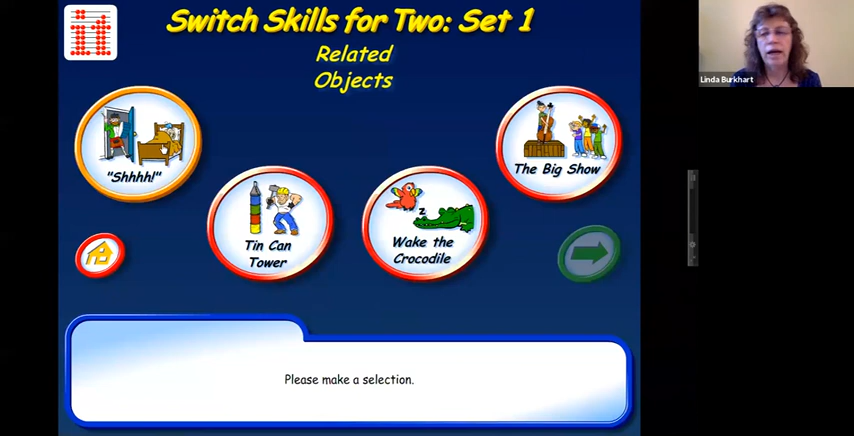 Switch Skills for Two: Set 1
Related
Objects
Linda Burkhart
"Shhhh!"
The Big Show
Tin Can
Tower
z
Wake the
Crocodile
Please make a selection.